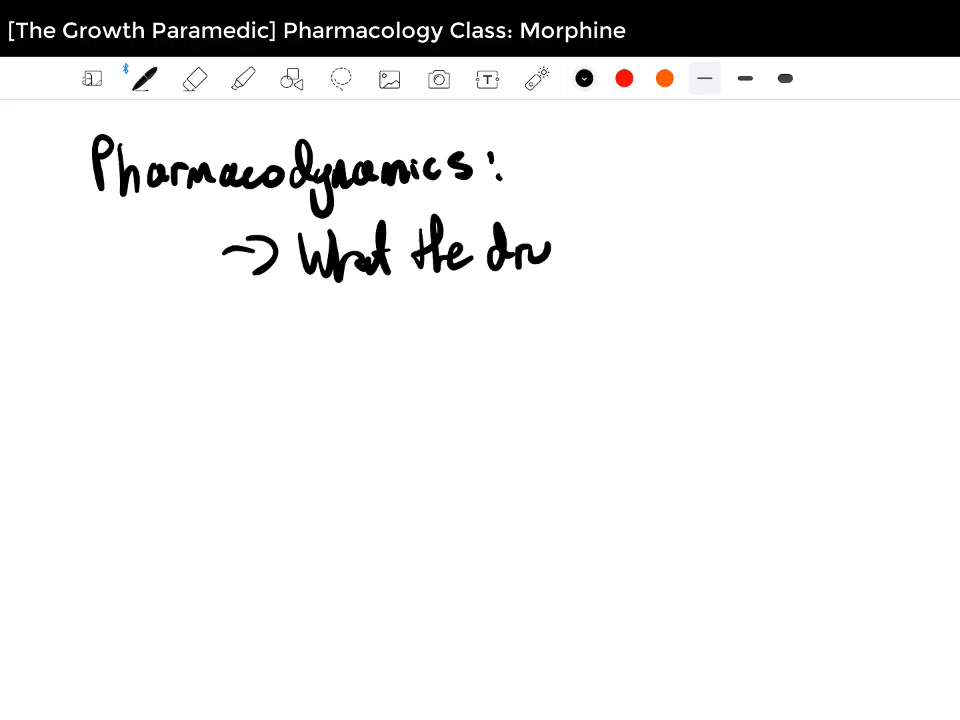 [The Growth Paramedic] Pharmacology Class: Morphine
Pharmacodynamics:
→ What the dru